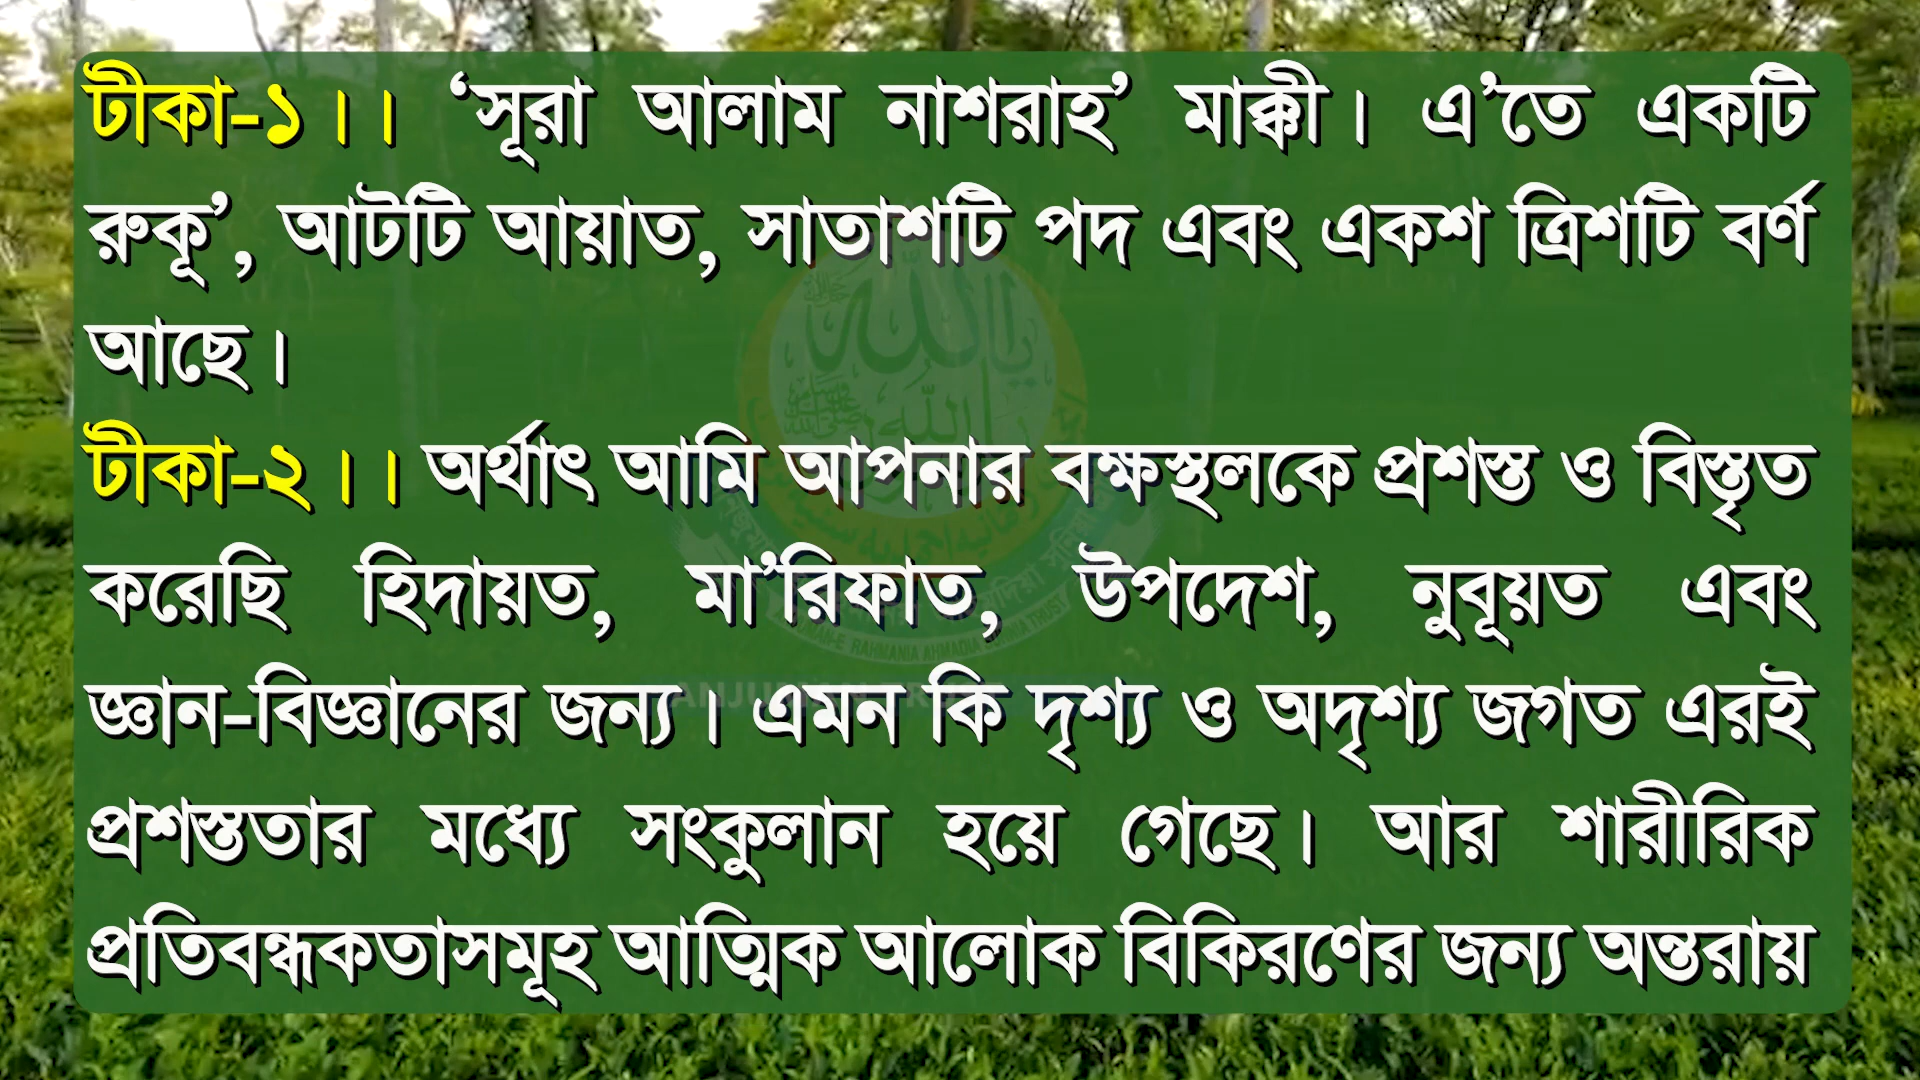 টীকা-১।। ‘সূরা আলাম নাশরাহ’ মাক্কী। এ’তে একটি
রুকূ’, আটটি আয়াত, সাতাশটি পদ এবং একশ ত্রিশটি বর্ণ
আছে।
টীকা-২।। অর্থাৎ আমি আপনার বক্ষস্থলকে প্রশস্ত ও বিস্তৃত
করেছি হিদায়ত, মা’রিফাত, উপদেশ, নুবূয়ত এবং
জ্ঞান-বিজ্ঞানের জন্য। এমন কি দৃশ্য ও অদৃশ্য জগত এরই
প্রশস্ততার মধ্যে সংকুলান হয়ে গেছে। আর শারীরিক
প্রতিবন্ধকতাসমূহ আত্মিক আলোক বিকিরণের জন্য অন্তরায়